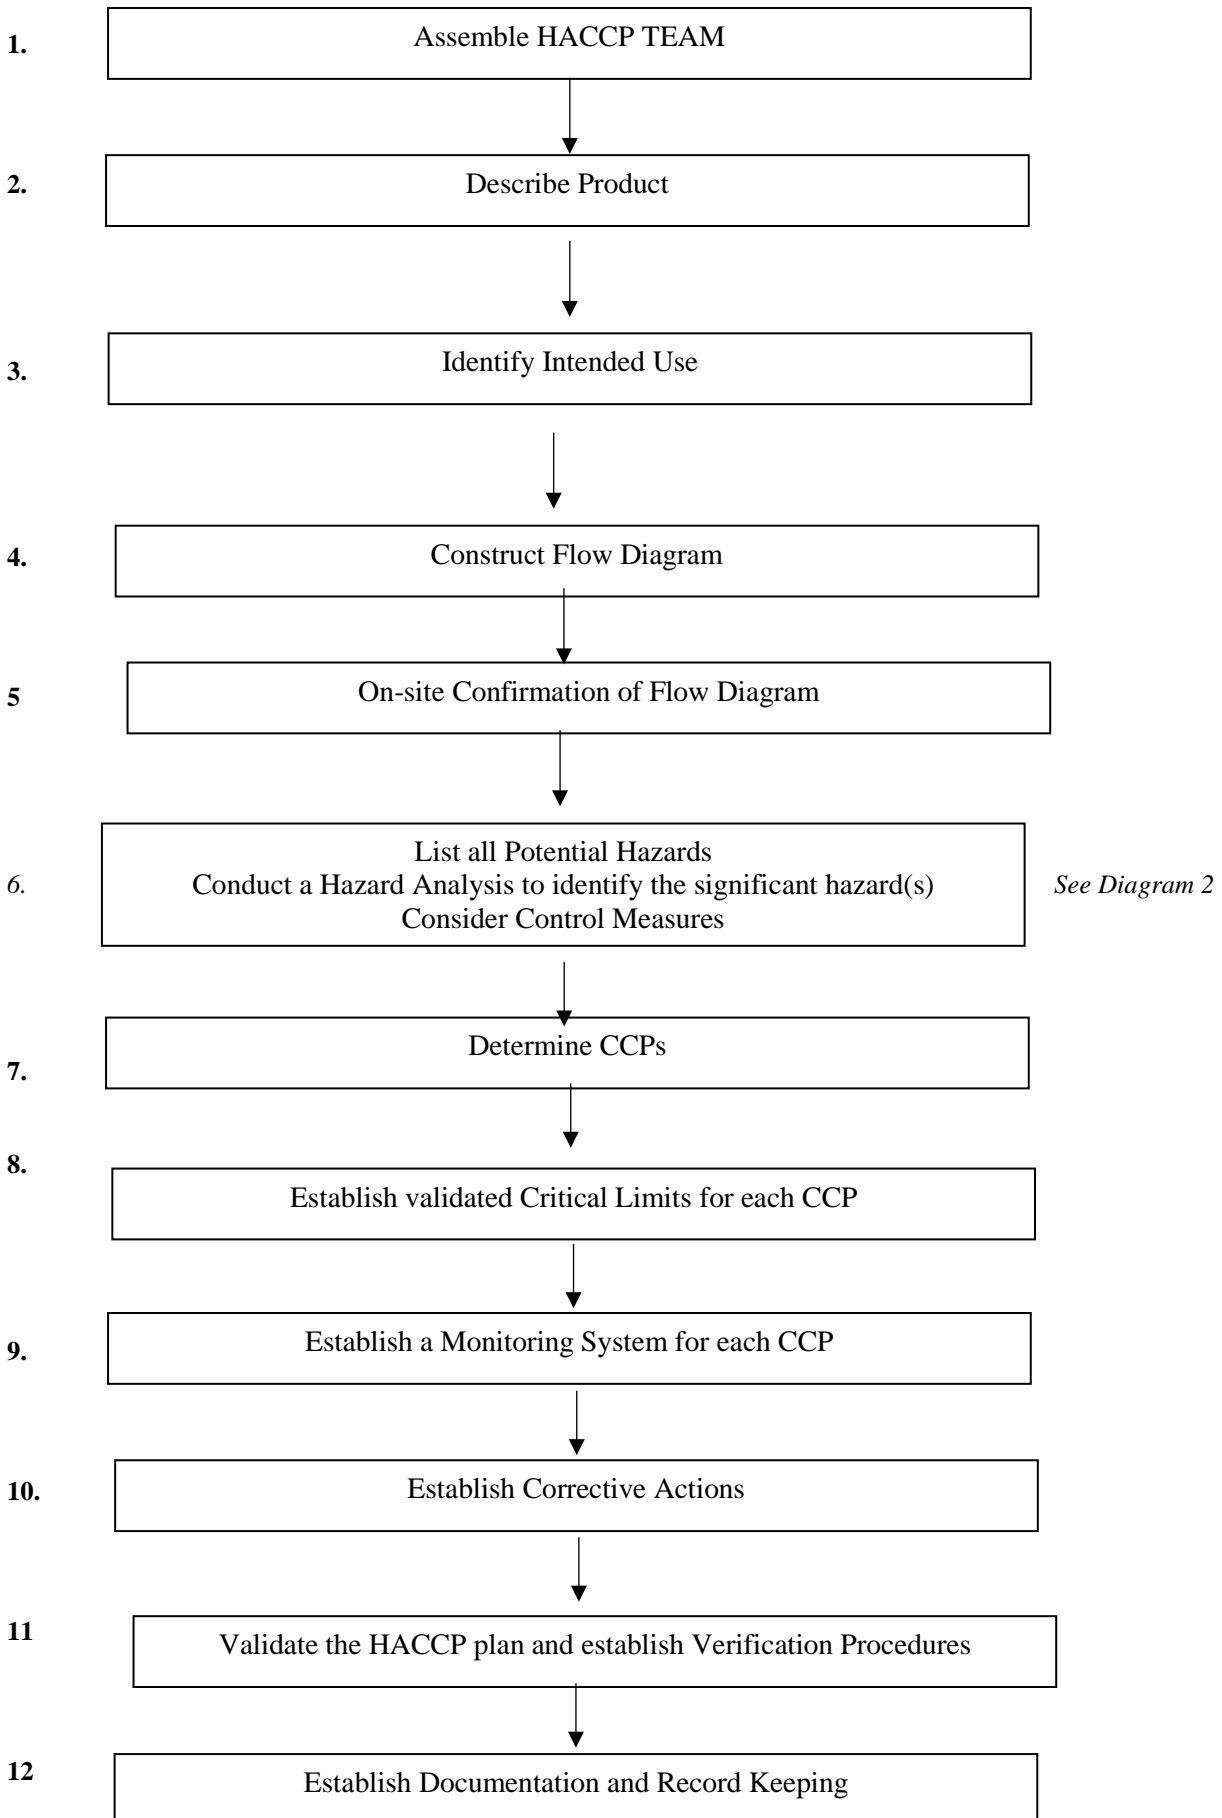 1. Assemble HACCP TEAM
2. Describe Product
3. Identify Intended Use
4. Construct Flow Diagram
5 On-site Confirmation of Flow Diagram
List all Potential Hazards
6. Conduct a Hazard Analysis to identify the significant hazard(s) See Diagram 2
Consider Control Measures
Determine CCPs
7.
8.
Establish validated Critical Limits for each CCP
9. Establish a Monitoring System for each CCP
10. Establish Corrective Actions
11 Validate the HACCP plan and establish Verification Procedures
12 Establish Documentation and Record Keeping